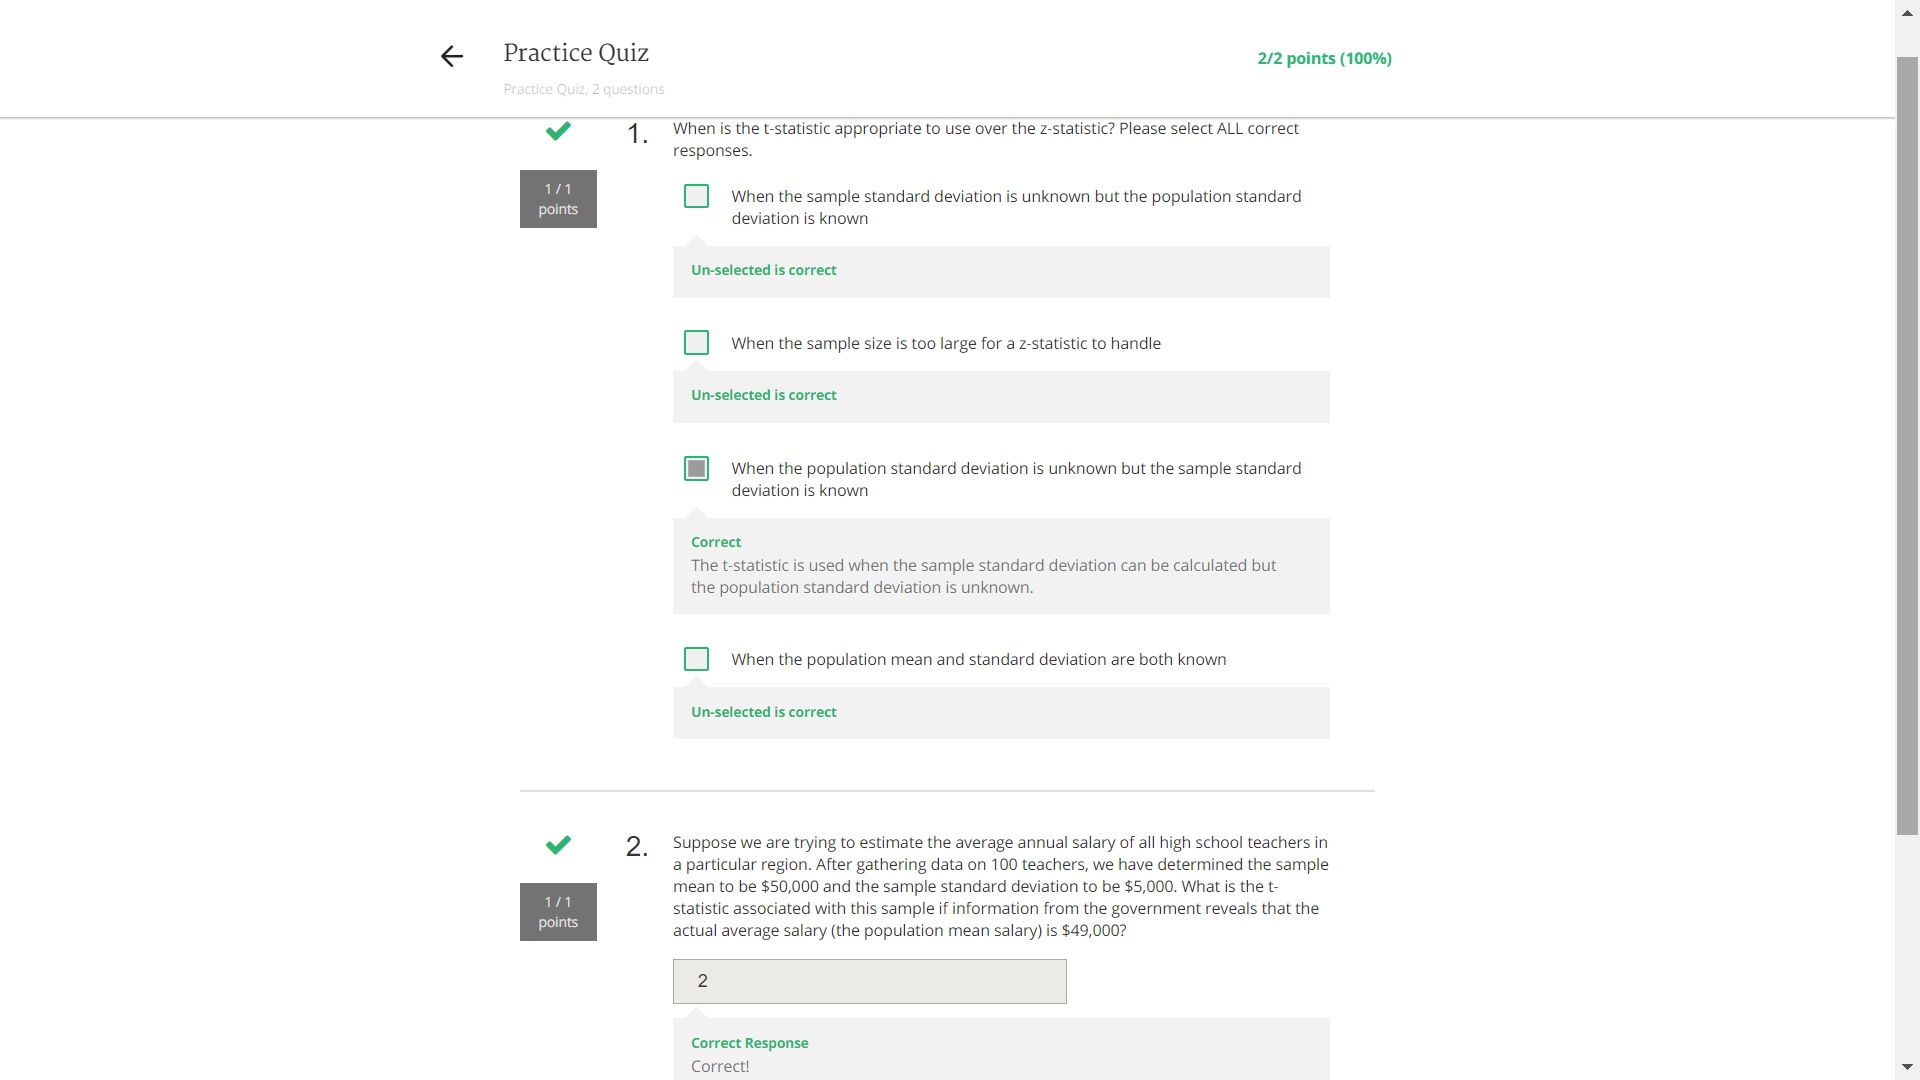 Practice Quiz
2/2 points (100%)
Practice Quiz, 2 questions
1.
When is the t-statistic appropriate to use over the z-statistic? Please select ALL correct
responses.
1 / 1
points
When the sample standard deviation is unknown but the population standard
deviation is known
Un-selected is correct
When the sample size is too large for a z-statistic to handle
Un-selected is correct
When the population standard deviation is unknown but the sample standard
deviation is known
Correct
The t-statistic is used when the sample standard deviation can be calculated but
the population standard deviation is unknown.
When the population mean and standard deviation are both known
Un-selected is correct
2.
Suppose we are trying to estimate the average annual salary of all high school teachers in
a particular region. After gathering data on 100 teachers, we have determined the sample
mean to be $50,000 and the sample standard deviation to be $5,000. What is the t-
statistic associated with this sample if information from the government reveals that the
actual average salary (the population mean salary) is $49,000?
1 / 1
points
2
Correct Response
Correct!